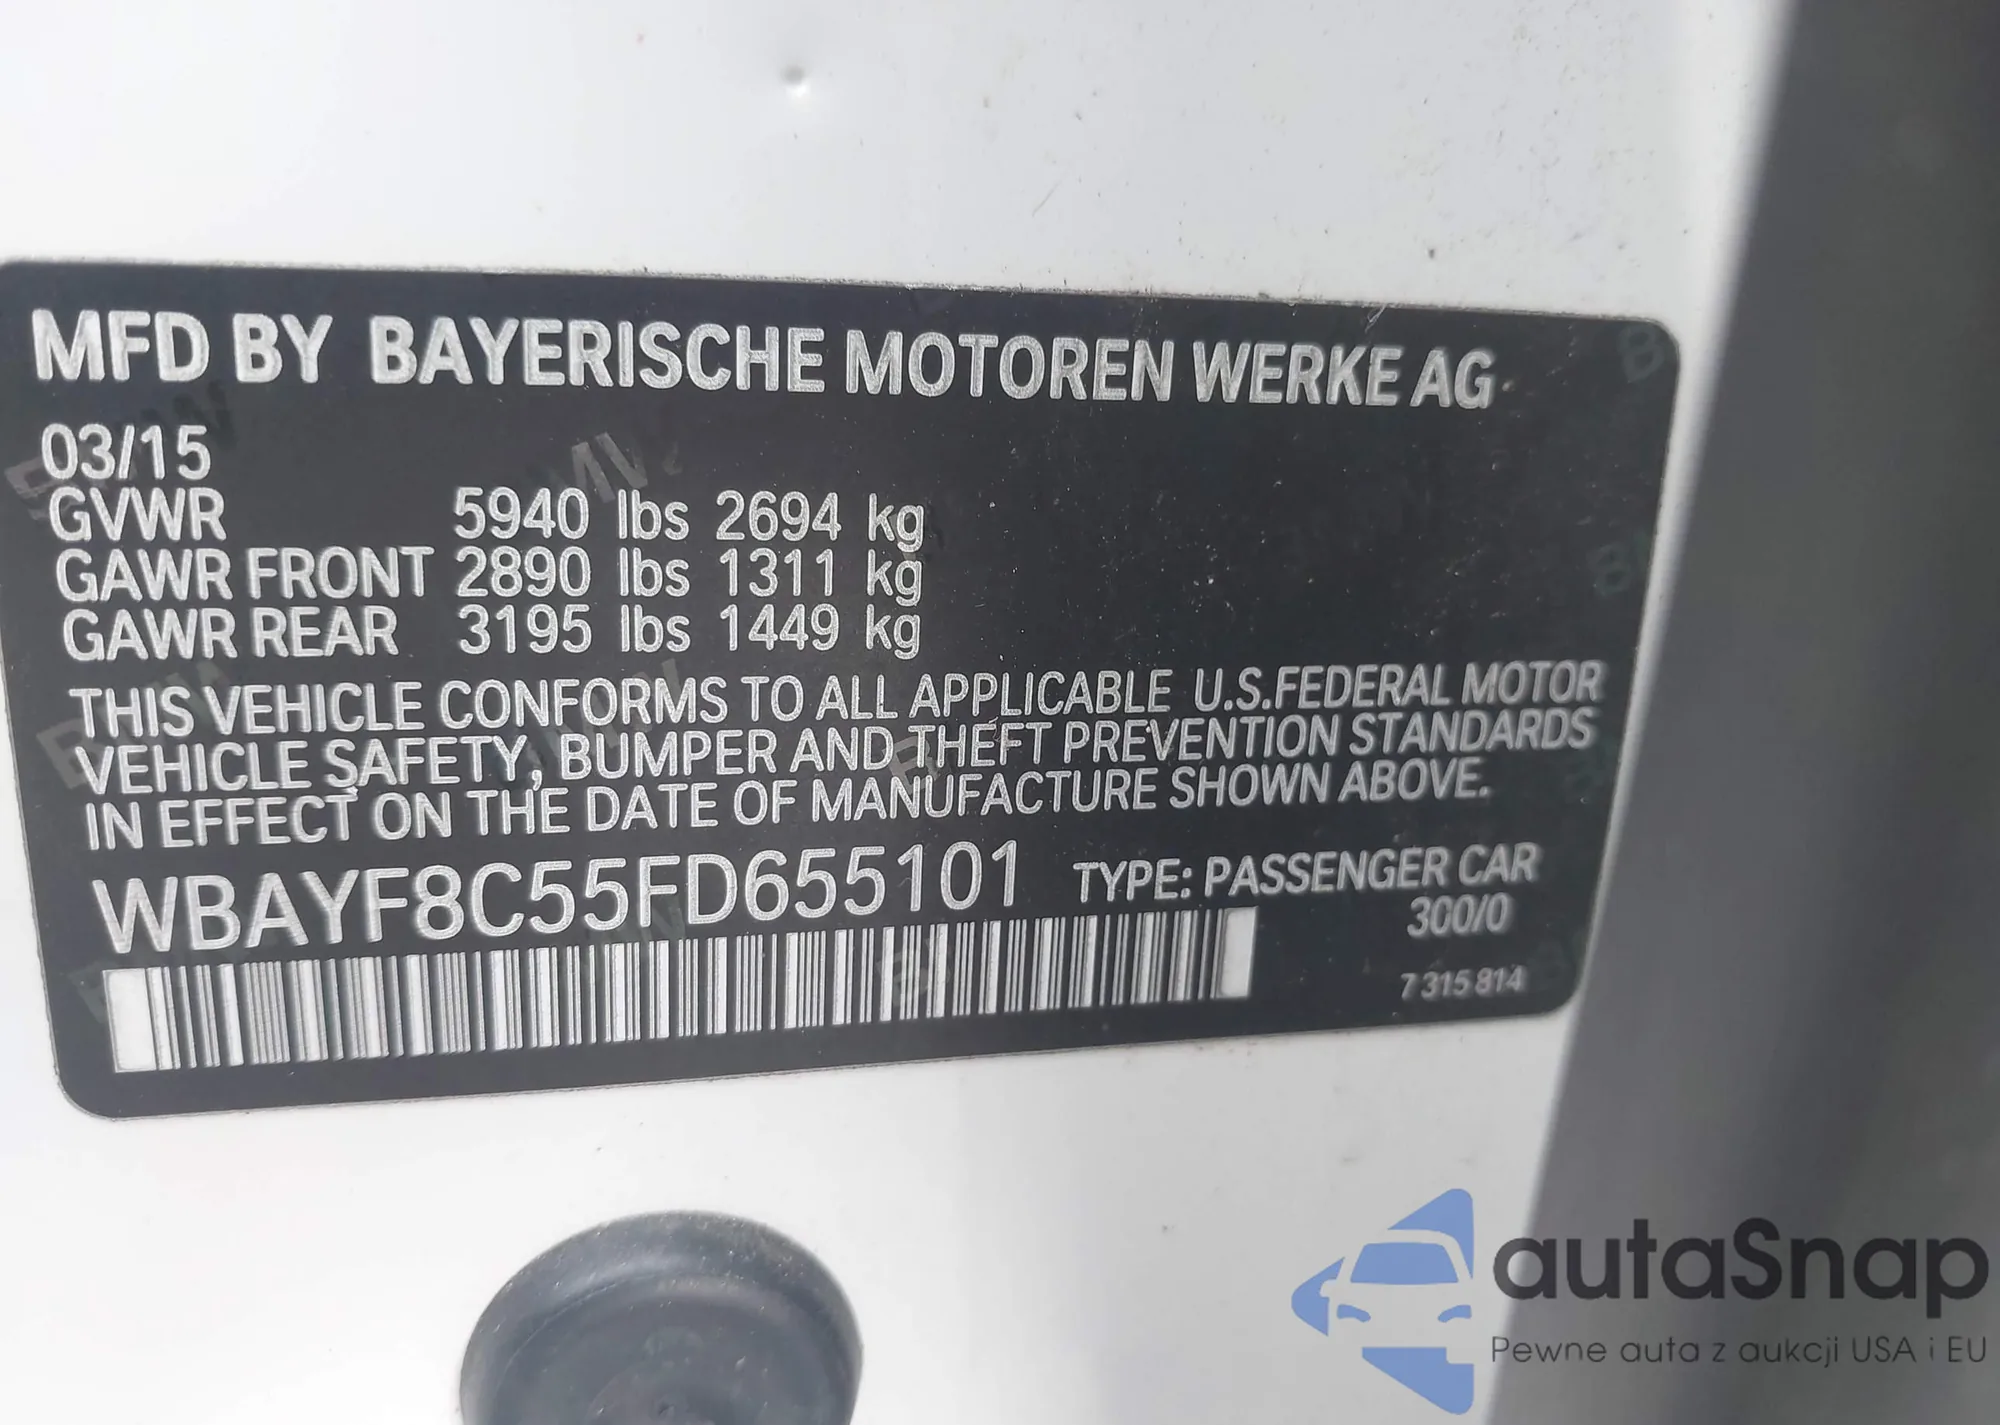 MFD BY BAYERISCHE MOTOREN WERKE AG
03/15
GVWR 5940 lbs 2694 kg
GAWR FRONT 2890 lbs 1311 kg
GAWR REAR 3195 lbs 1449 kg
THIS VEHICLE CONFORMS TO ALL APPLICABLE U.S.FEDERAL MOTOR
VEHICLE SAFETY, BUMPER AND THEFT PREVENTION STANDARDS
IN EFFECT ON THE DATE OF MANUFACTURE SHOWN ABOVE.
WBAYF8C55FD655101 TYPE: PASSENGER CAR
300/0
7 315 814
autaSnap
Pewne auta z aukcji USA i EU